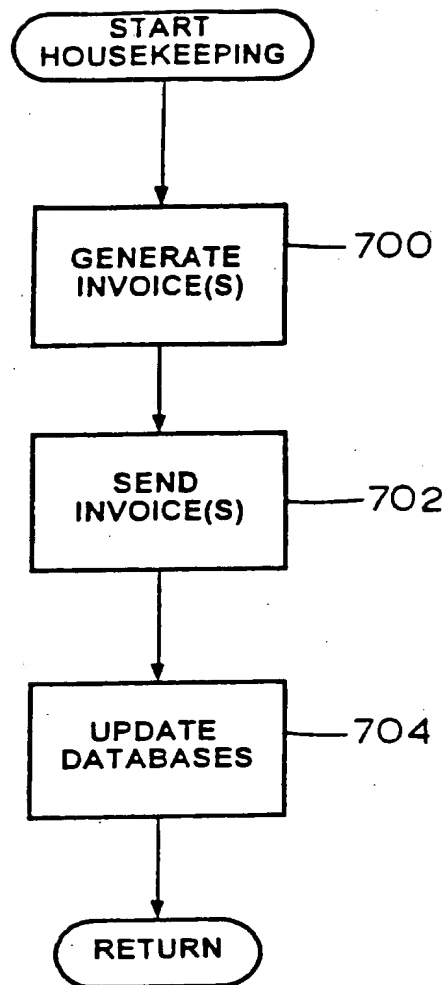 START
HOUSEKEEPING
GENERATE
INVOICE(S)
700
SEND
INVOICE(S)
702
UPDATE
DATABASES
704
RETURN